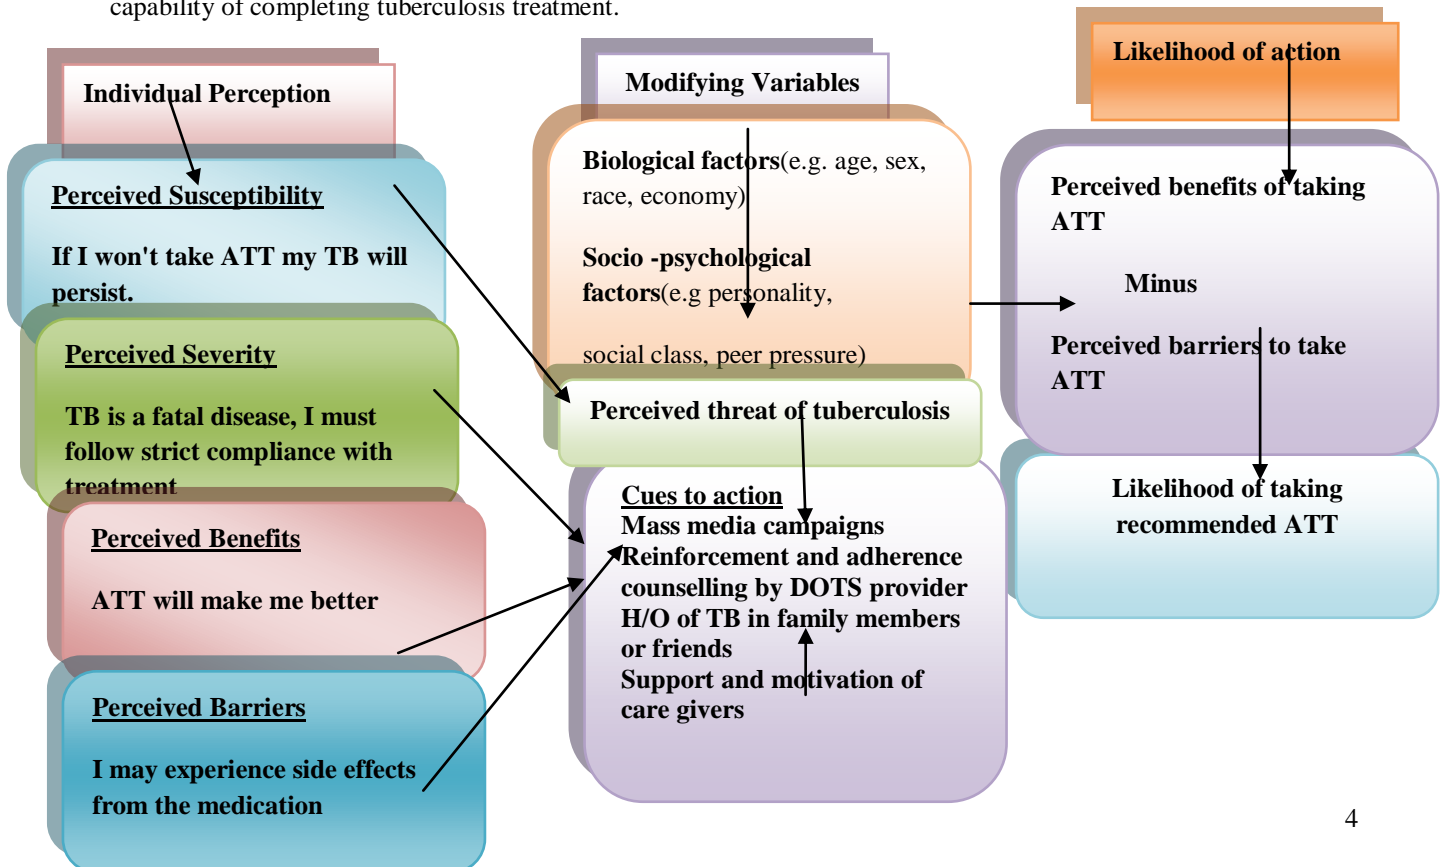 capability of completing tuberculosis treatment.
Individual Perception
Perceived Susceptibility
If I won't take ATT my TB will
persist.
Perceived Severity
TB is a fatal disease, I must
follow strict compliance with
treatment
Perceived Benefits
ATT will make me better
Perceived Barriers
I may experience side effects
from the medication
Modifying Variables
Biological factors(e.g. age, sex,
race, economy)
Socio -psychological
factors(e.g personality,
social class, peer pressure)
Perceived threat of tuberculosis
Cues to action
Mass media campaigns
Reinforcement and adherence
counselling by DOTS provider
H/O of TB in family members
or friends
Support and motivation of
care givers
Likelihood of action
Perceived benefits of taking
ATT
Minus
Perceived barriers to take
ATT
Likelihood of taking
recommended ATT
4